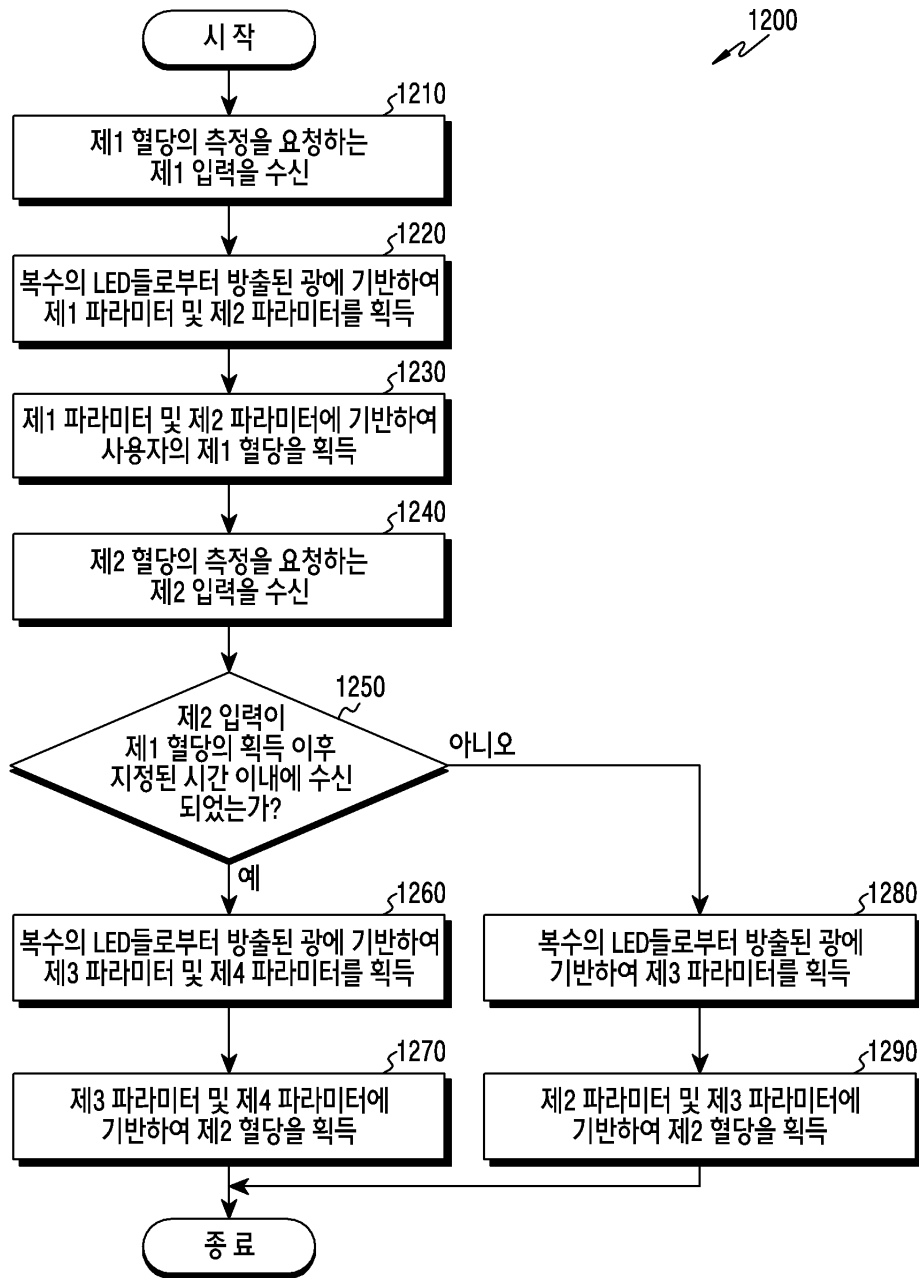 시작
1200
1210
제1 혈당의 측정을 요청하는
제1 입력을 수신
1220
복수의 LED들로부터 방출된 광에 기반하여
제1 파라미터 및 제2 파라미터를 획득
1230
제1 파라미터 및 제2 파라미터에 기반하여
사용자의 제1 혈당을 획득
1240
제2 혈당의 측정을 요청하는
제2 입력을 수신
1250
제2 입력이
제1 혈당의 획득 이후
지정된 시간 이내에 수신
되었는가?
아니오
예
1260
복수의 LED들로부터 방출된 광에 기반하여
제3 파라미터 및 제4 파라미터를 획득
1280
복수의 LED들로부터 방출된 광에
기반하여 제3 파라미터를 획득
1270
제3 파라미터 및 제4 파라미터에
기반하여 제2 혈당을 획득
1290
제2 파라미터 및 제3 파라미터에
기반하여 제2 혈당을 획득
종료